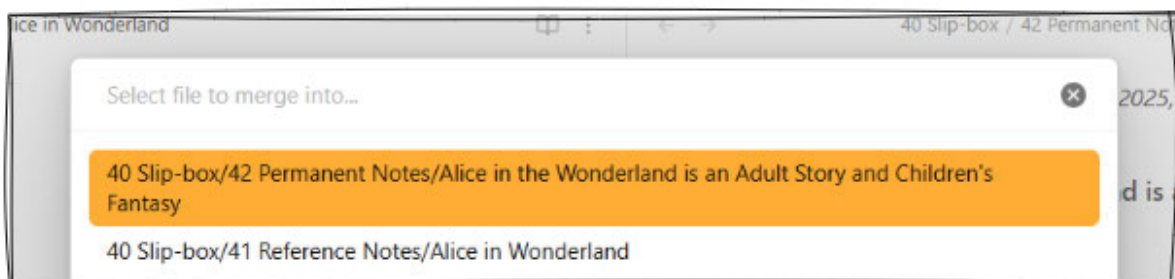 ice in Wonderland
40 Slip-box / 42 Permanent No
Select file to merge into...
2025,
40 Slip-box/42 Permanent Notes/Alice in the Wonderland is an Adult Story and Children's
Fantasy
d is
40 Slip-box/41 Reference Notes/Alice in Wonderland